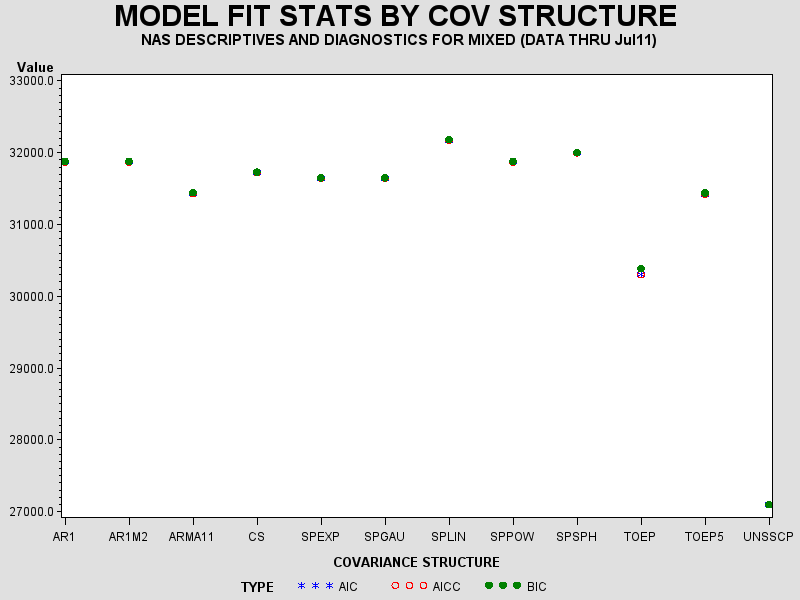 MODEL FIT STATS BY COV STRUCTURE
NAS DESCRIPTIVES AND DIAGNOSTICS FOR MIXED (DATA THRU Jul11)
Value
33000.0
32000.0
31000.0
30000.0
29000.0
28000.0
27000.0
AR1 AR1M2 ARMA11 CS SPEXP SPGAU SPLIN SPPOW SPSPH TOEP TOEP5 UNSSCP
COVARIANCE STRUCTURE
TYPE * * * AIC AICC BIC